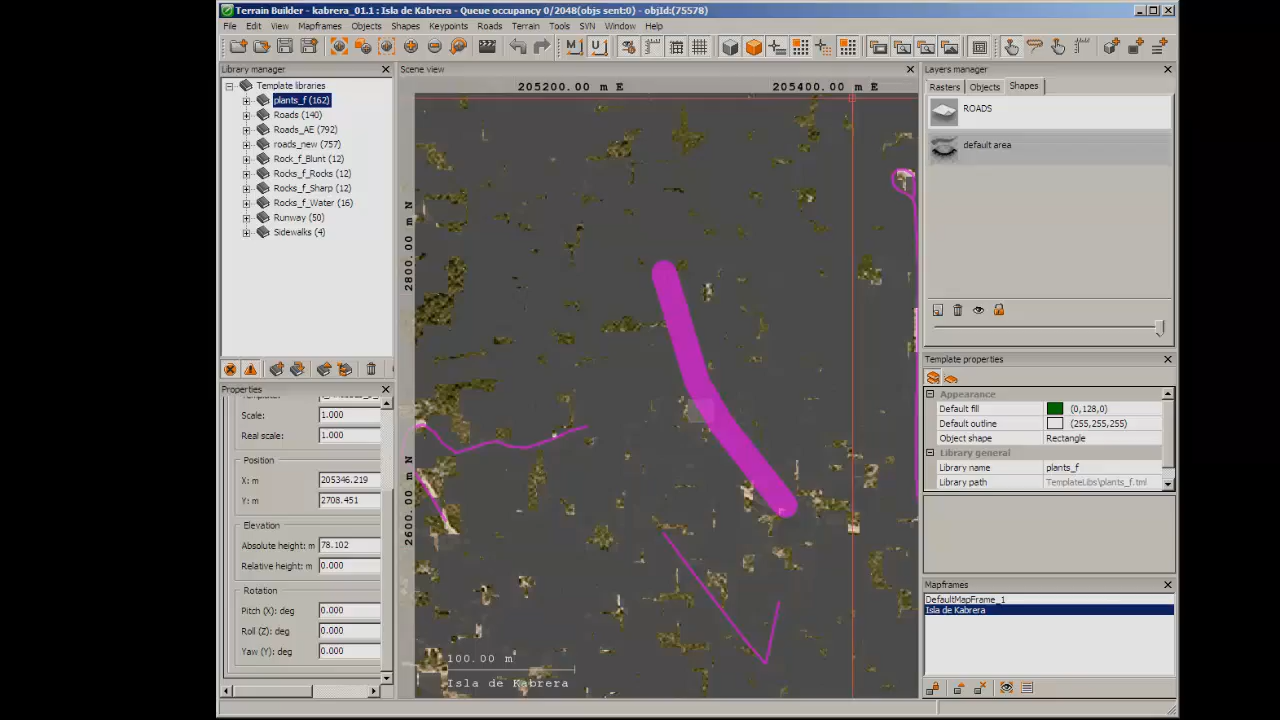 Terrain Builder - kabrera_01.1 : Isla de Kabrera - Queue occupancy 0/2048(objs sent:0) - objId:(75578)
File Edit View Mapframes Objects Shapes Keypoints Roads Terrain Tools SVN Window Help
Library manager
Template libraries
plants_f (162)
Roads (140)
Roads_AE (792)
roads_new (757)
Rock_f_Blunt (12)
Rocks_f_Rocks (12)
Rocks_f_Sharp (12)
Rocks_f_Water (16)
Runway (50)
Sidewalks (4)
Properties
Scale: 1.000
Real scale: 1.000
Position
X: m 205346.219
Y: m 2708.451
Elevation
Absolute height: m 78.102
Relative height: m 0.000
Rotation
Pitch (X): deg 0.000
Roll (Z): deg 0.000
Yaw (Y): deg 0.000
Scene view
205200.00 m E 205400.00 m E
2800.00 m N
2600.00 m N
100.00 m
Isla de Kabrera
Layers manager
Rasters Objects Shapes
ROADS
default area
Template properties
Appearance
Default fill (0,128,0)
Default outline (255,255,255)
Object shape Rectangle
Library general
Library name plants_f
Library path TemplateLibs\plants_f.tml
Mapframes
DefaultMapFrame_1
Isla de Kabrera